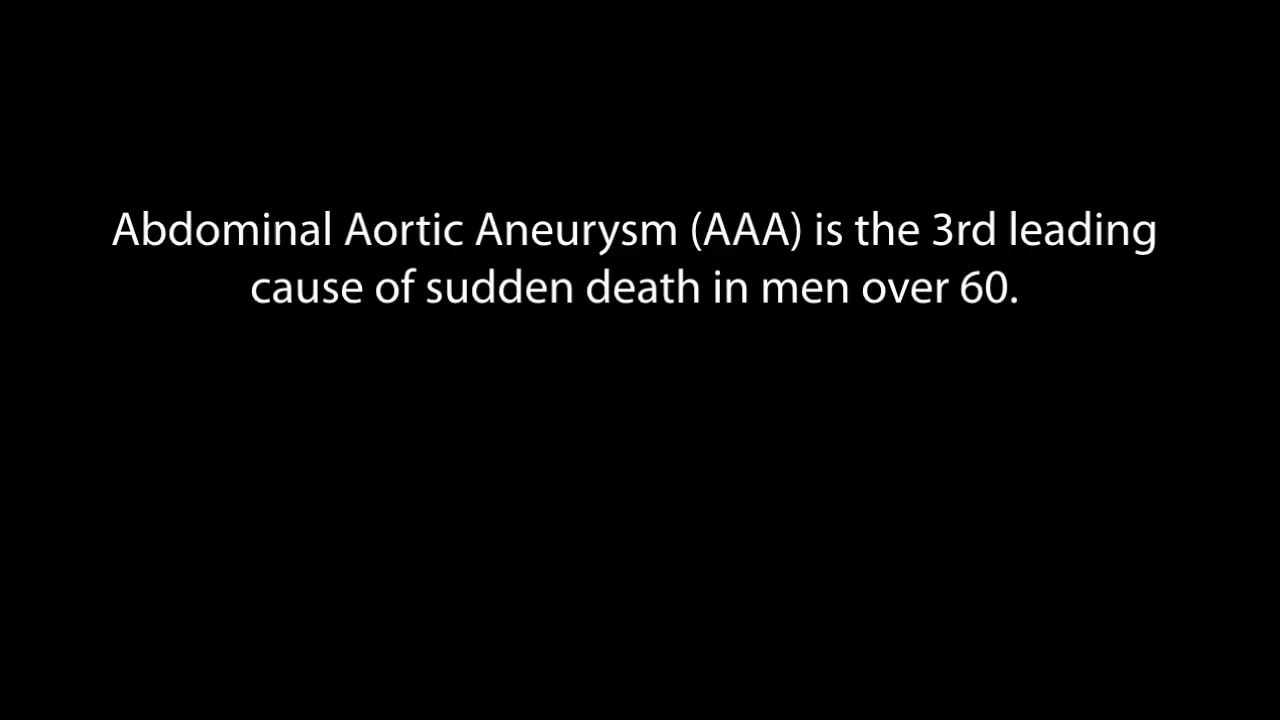 Abdominal Aortic Aneurysm (AAA) is the 3rd leading
cause of sudden death in men over 60.